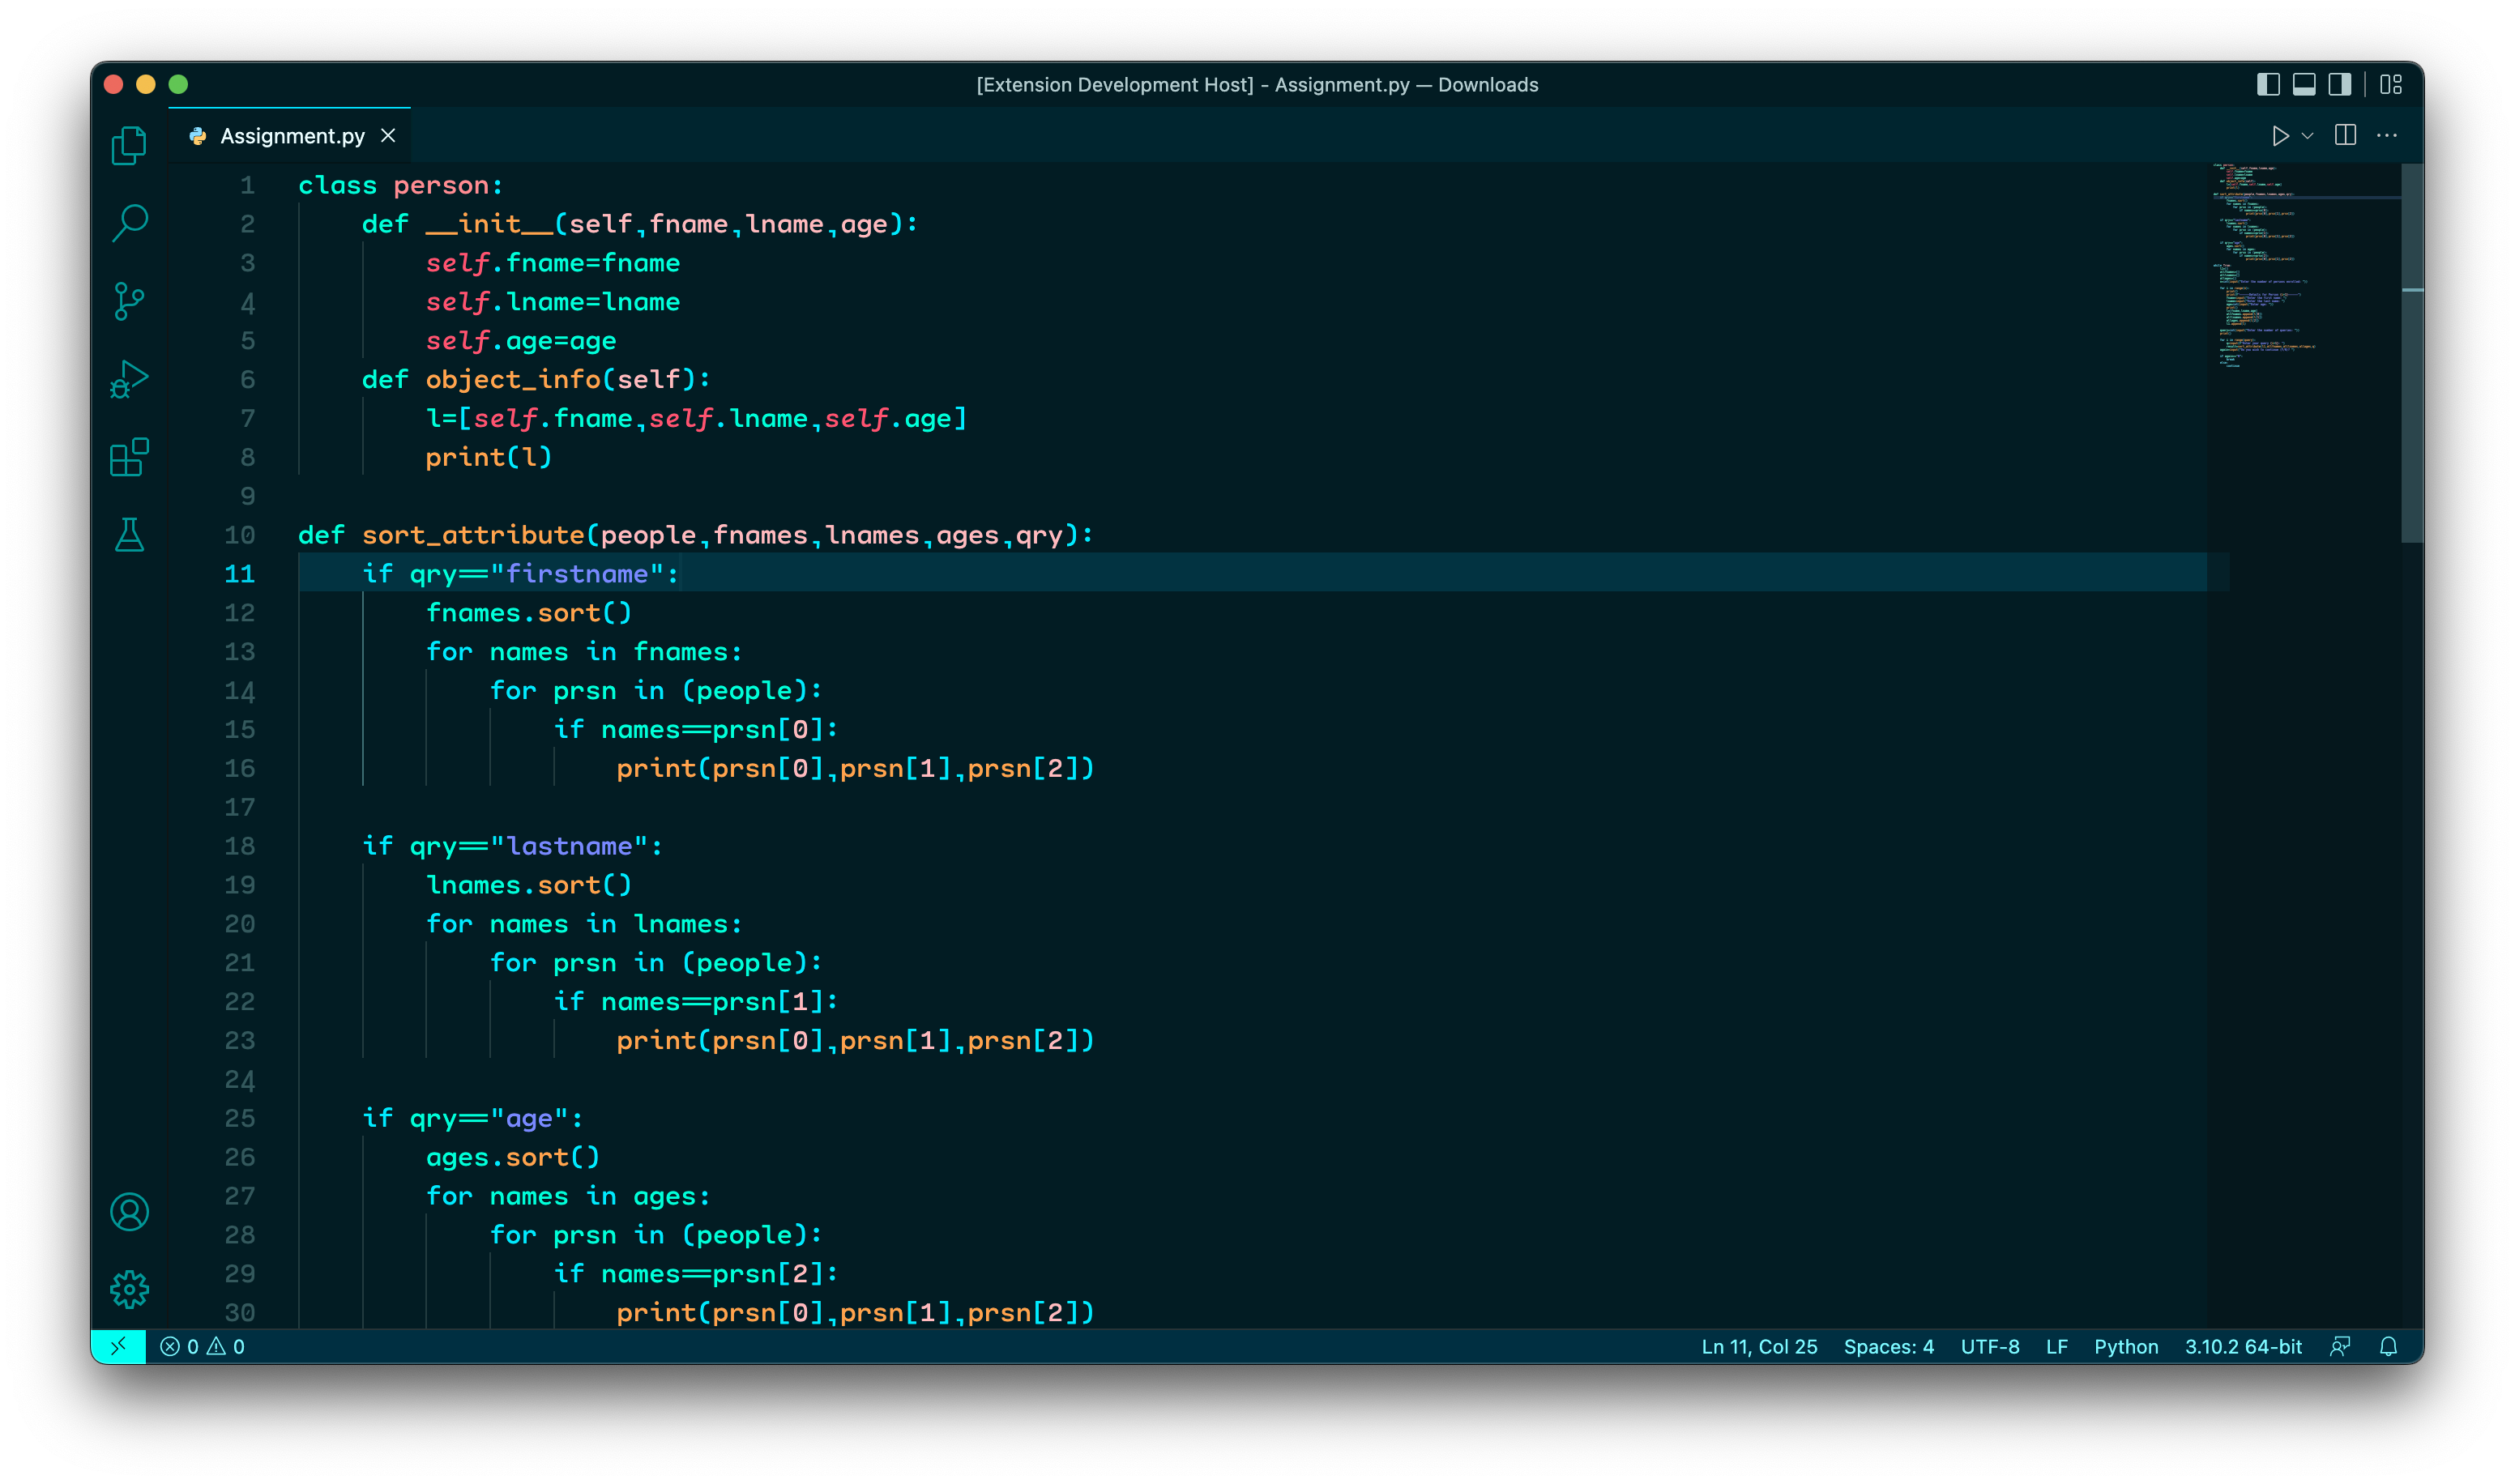 [Extension Development Host] - Assignment.py — Downloads
Assignment.py
1 class person:
2     def __init__(self,fname,lname,age):
3         self.fname=fname
4         self.lname=lname
5         self.age=age
6     def object_info(self):
7         l=[self.fname,self.lname,self.age]
8         print(l)
9
10 def sort_attribute(people,fnames,lnames,ages,qry):
11     if qry=="firstname":
12         fnames.sort()
13         for names in fnames:
14             for prsn in (people):
15                 if names==prsn[0]:
16                     print(prsn[0],prsn[1],prsn[2])
17
18     if qry=="lastname":
19         lnames.sort()
20         for names in lnames:
21             for prsn in (people):
22                 if names==prsn[1]:
23                     print(prsn[0],prsn[1],prsn[2])
24
25     if qry=="age":
26         ages.sort()
27         for names in ages:
28             for prsn in (people):
29                 if names==prsn[2]:
30                     print(prsn[0],prsn[1],prsn[2])
0 0 Ln 11, Col 25 Spaces: 4 UTF-8 LF Python 3.10.2 64-bit